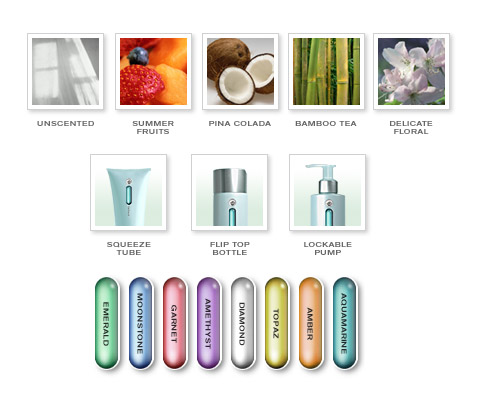 UNSCENTED
SUMMER
FRUITS
PINA COLADA
BAMBOO TEA
DELICATE
FLORAL
SQUEEZE
TUBE
FLIP TOP
BOTTLE
LOCKABLE
PUMP
EMERALD
MOONSTONE
GARNET
AMETHYST
DIAMOND
TOPAZ
AMBER
AQUAMARINE